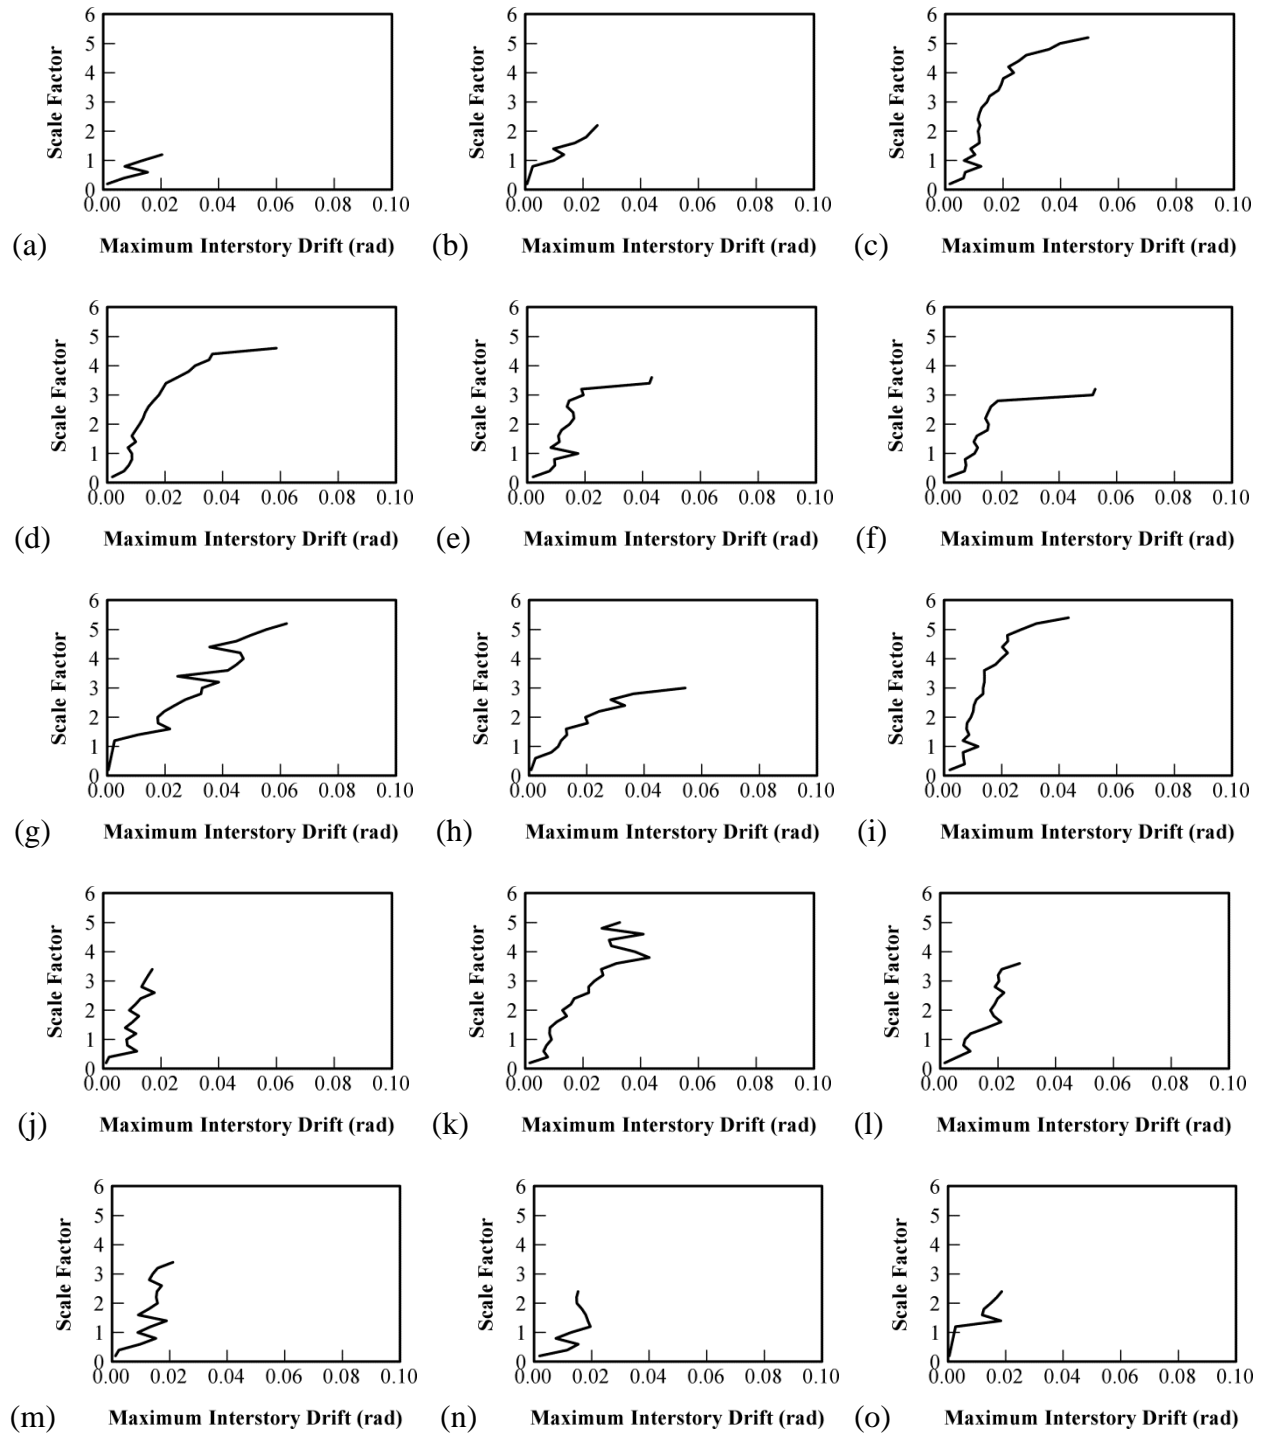 6 6 6
5 5 5
4 4 4
3 3 3
2 2 2
1 1 1
0 0 0
Scale Factor Scale Factor Scale Factor
0.00 0.02 0.04 0.06 0.08 0.10 0.00 0.02 0.04 0.06 0.08 0.10 0.00 0.02 0.04 0.06 0.08 0.10
(a) Maximum Interstory Drift (rad) (b) Maximum Interstory Drift (rad) (c) Maximum Interstory Drift (rad)
6 6 6
5 5 5
4 4 4
3 3 3
2 2 2
1 1 1
0 0 0
Scale Factor Scale Factor Scale Factor
0.00 0.02 0.04 0.06 0.08 0.10 0.00 0.02 0.04 0.06 0.08 0.10 0.00 0.02 0.04 0.06 0.08 0.10
(d) Maximum Interstory Drift (rad) (e) Maximum Interstory Drift (rad) (f) Maximum Interstory Drift (rad)
6 6 6
5 5 5
4 4 4
3 3 3
2 2 2
1 1 1
0 0 0
Scale Factor Scale Factor Scale Factor
0.00 0.02 0.04 0.06 0.08 0.10 0.00 0.02 0.04 0.06 0.08 0.10 0.00 0.02 0.04 0.06 0.08 0.10
(g) Maximum Interstory Drift (rad) (h) Maximum Interstory Drift (rad) (i) Maximum Interstory Drift (rad)
6 6 6
5 5 5
4 4 4
3 3 3
2 2 2
1 1 1
0 0 0
Scale Factor Scale Factor Scale Factor
0.00 0.02 0.04 0.06 0.08 0.10 0.00 0.02 0.04 0.06 0.08 0.10 0.00 0.02 0.04 0.06 0.08 0.10
(j) Maximum Interstory Drift (rad) (k) Maximum Interstory Drift (rad) (l) Maximum Interstory Drift (rad)
6 6 6
5 5 5
4 4 4
3 3 3
2 2 2
1 1 1
0 0 0
Scale Factor Scale Factor Scale Factor
0.00 0.02 0.04 0.06 0.08 0.10 0.00 0.02 0.04 0.06 0.08 0.10 0.00 0.02 0.04 0.06 0.08 0.10
(m) Maximum Interstory Drift (rad) (n) Maximum Interstory Drift (rad) (o) Maximum Interstory Drift (rad)